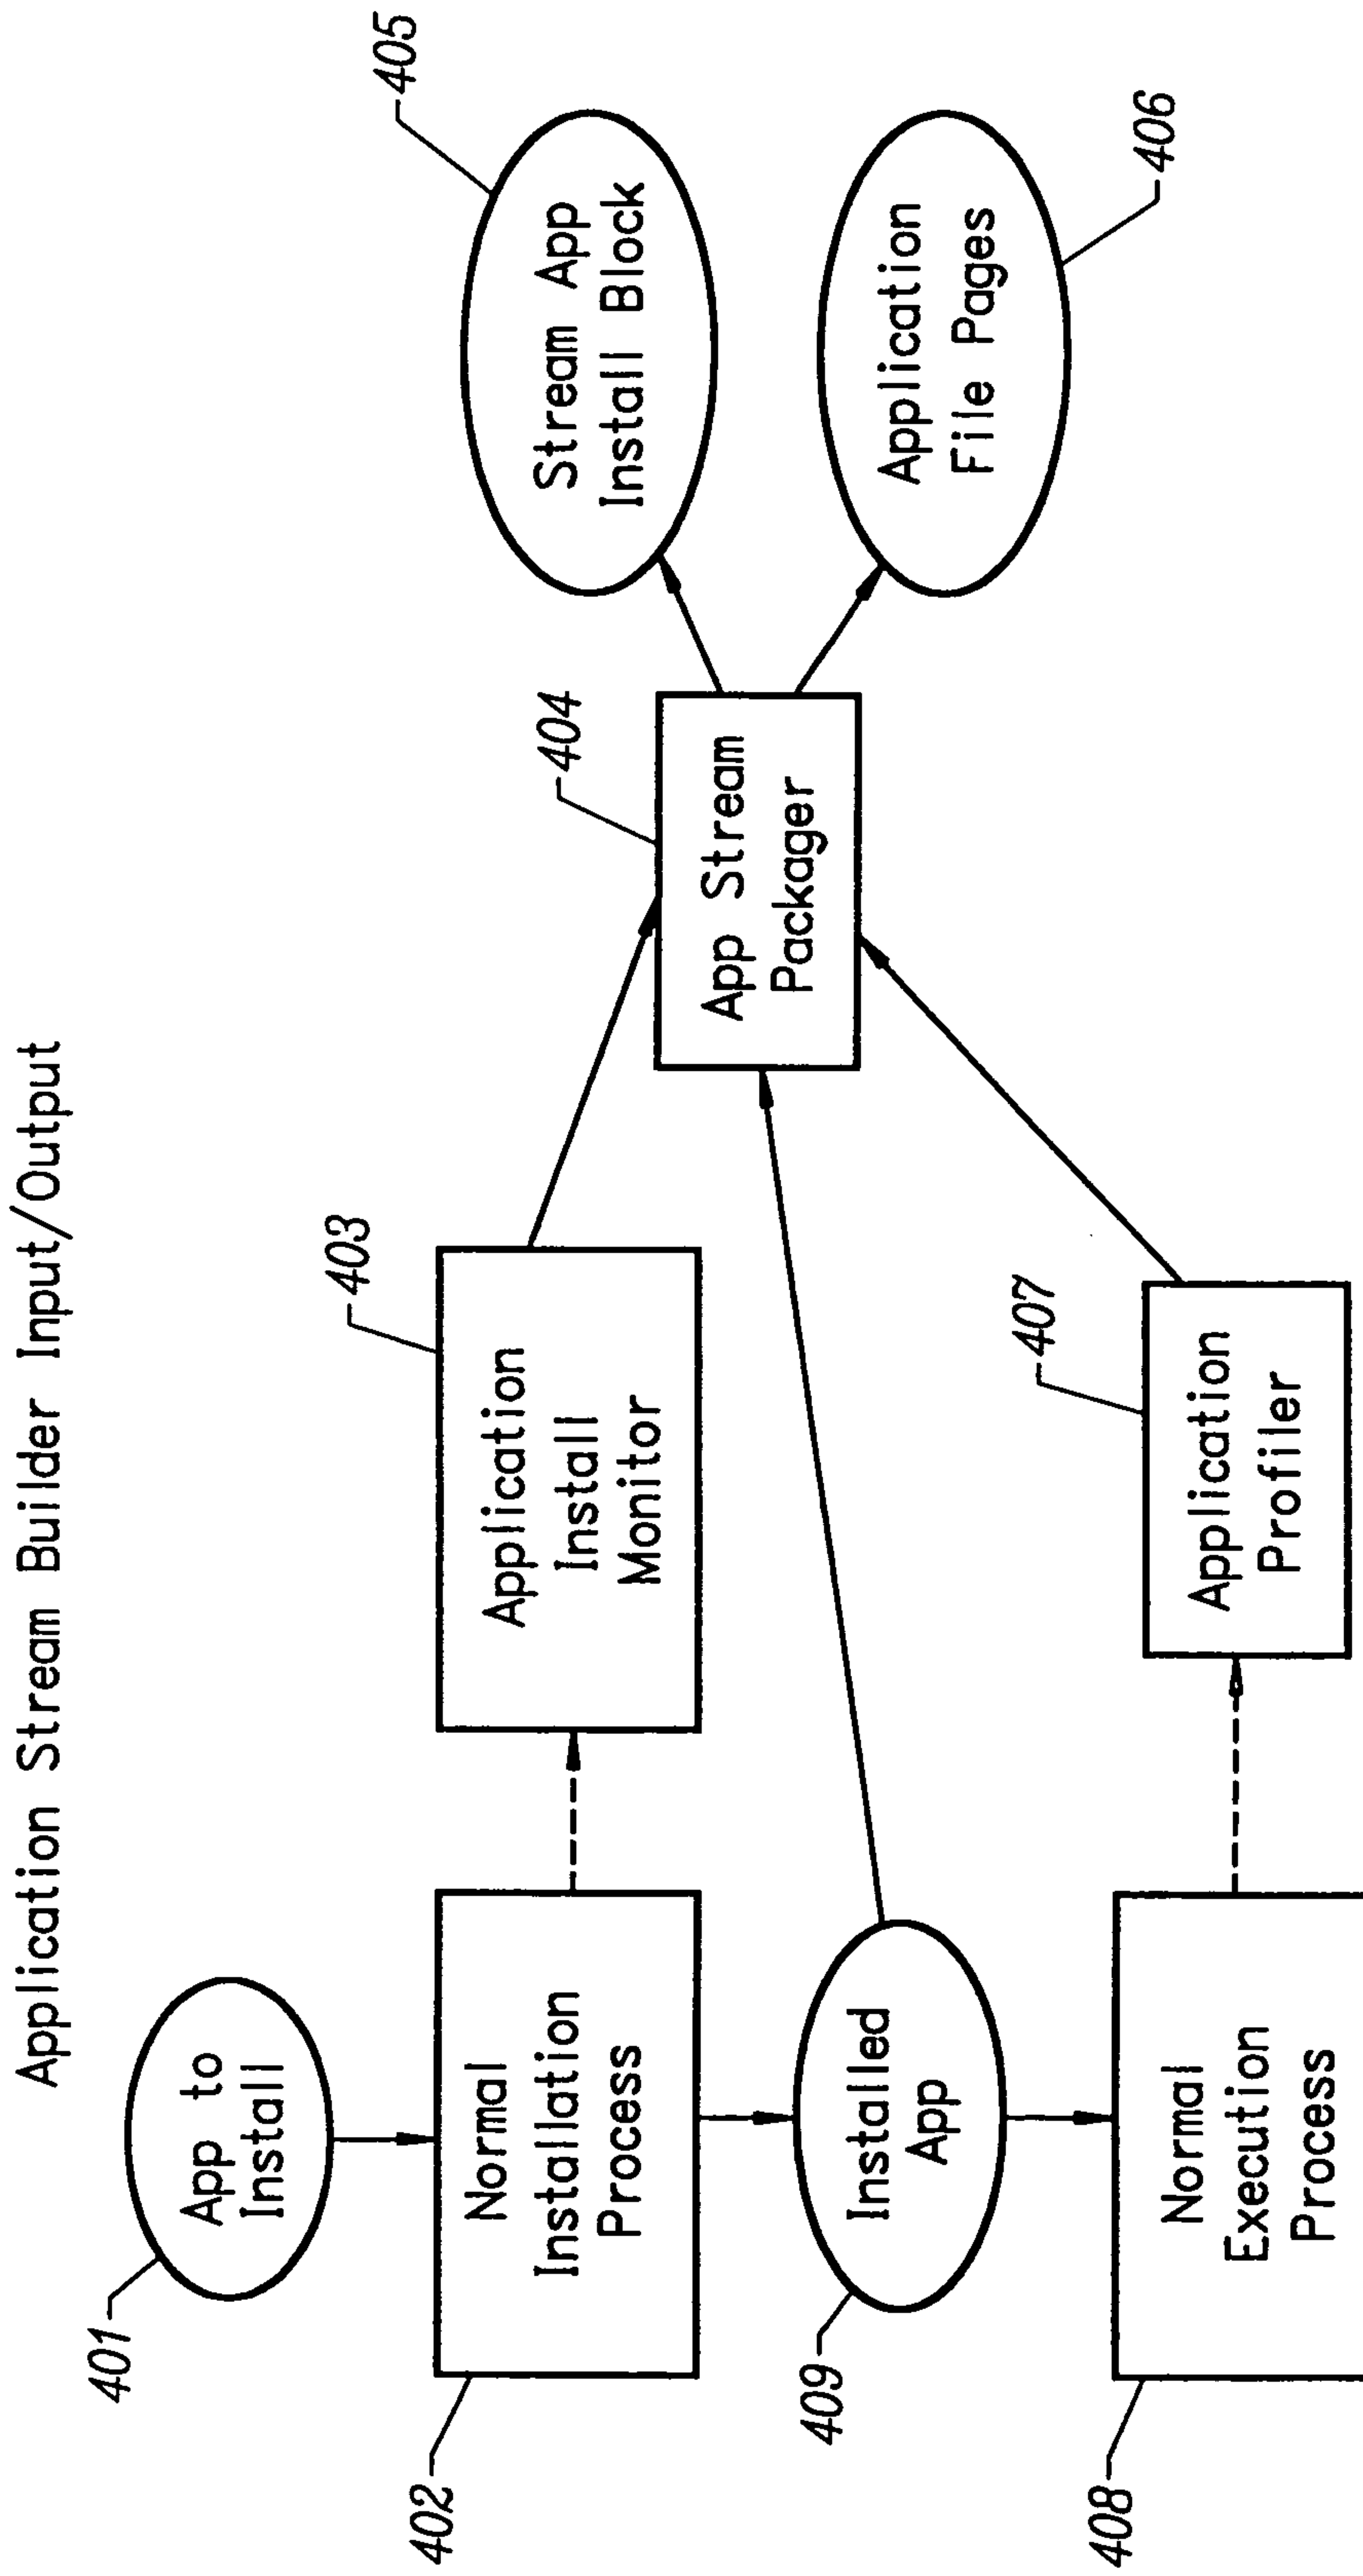 Application Stream Builder Input/Output
401
App to
Install
402
Normal
Installation
Process
403
Application
Install
Monitor
404
App Stream
Packager
405
Stream App
Install Block
Application
File Pages
406
409
Installed
App
407
Application
Profiler
408
Normal
Execution
Process